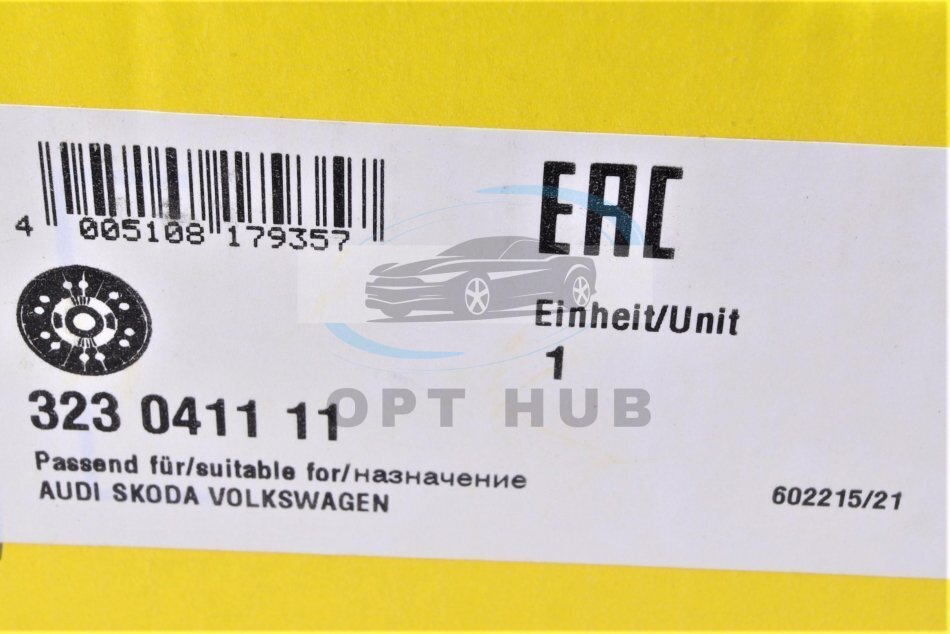 EAC
4 005108 179357
Einheit/Unit
1
OPT HUB
323 0411 11
Passend für/suitable for/назначение
AUDI SKODA VOLKSWAGEN
602215/21